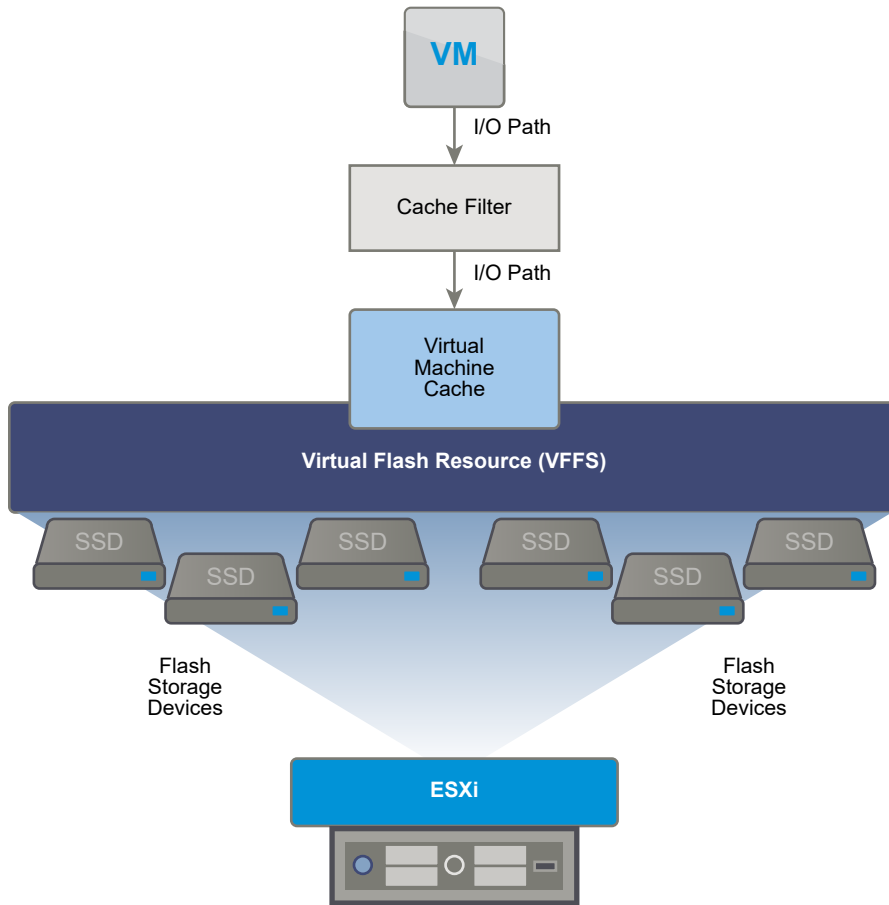 VM
I/O Path
Cache Filter
I/O Path
Virtual
Machine
Cache
Virtual Flash Resource (VFFS)
SSD
SSD
SSD
SSD
SSD
SSD
Flash
Storage
Devices
Flash
Storage
Devices
ESXi